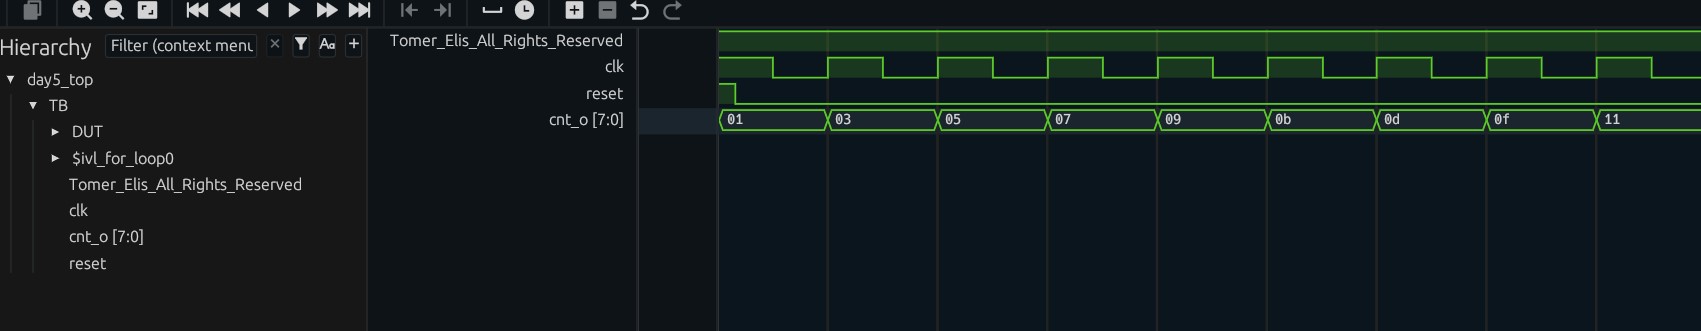 Hierarchy
Filter (context menu
Aa
day5_top
TB
DUT
$ivl_for_loop0
Tomer_Elis_All_Rights_Reserved
clk
cnt_o [7:0]
reset
Tomer_Elis_All_Rights_Reserved
clk
reset
cnt_o [7:0] 01 03 05 07 09 0b 0d 0f 11